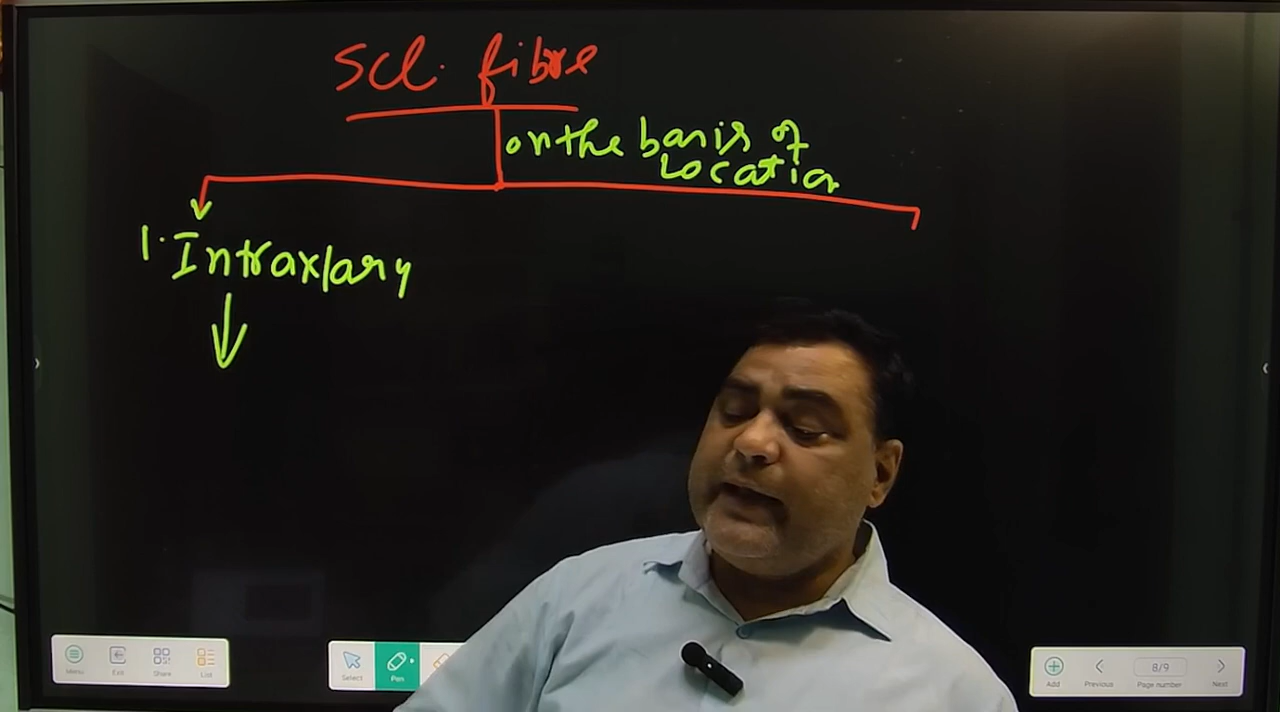 Scl. fibre
on the basis of
Location
1. Intraxlary
Menu
Exit
Share
List
Select
Pen
Add
Previous
8/9
Page number
Next